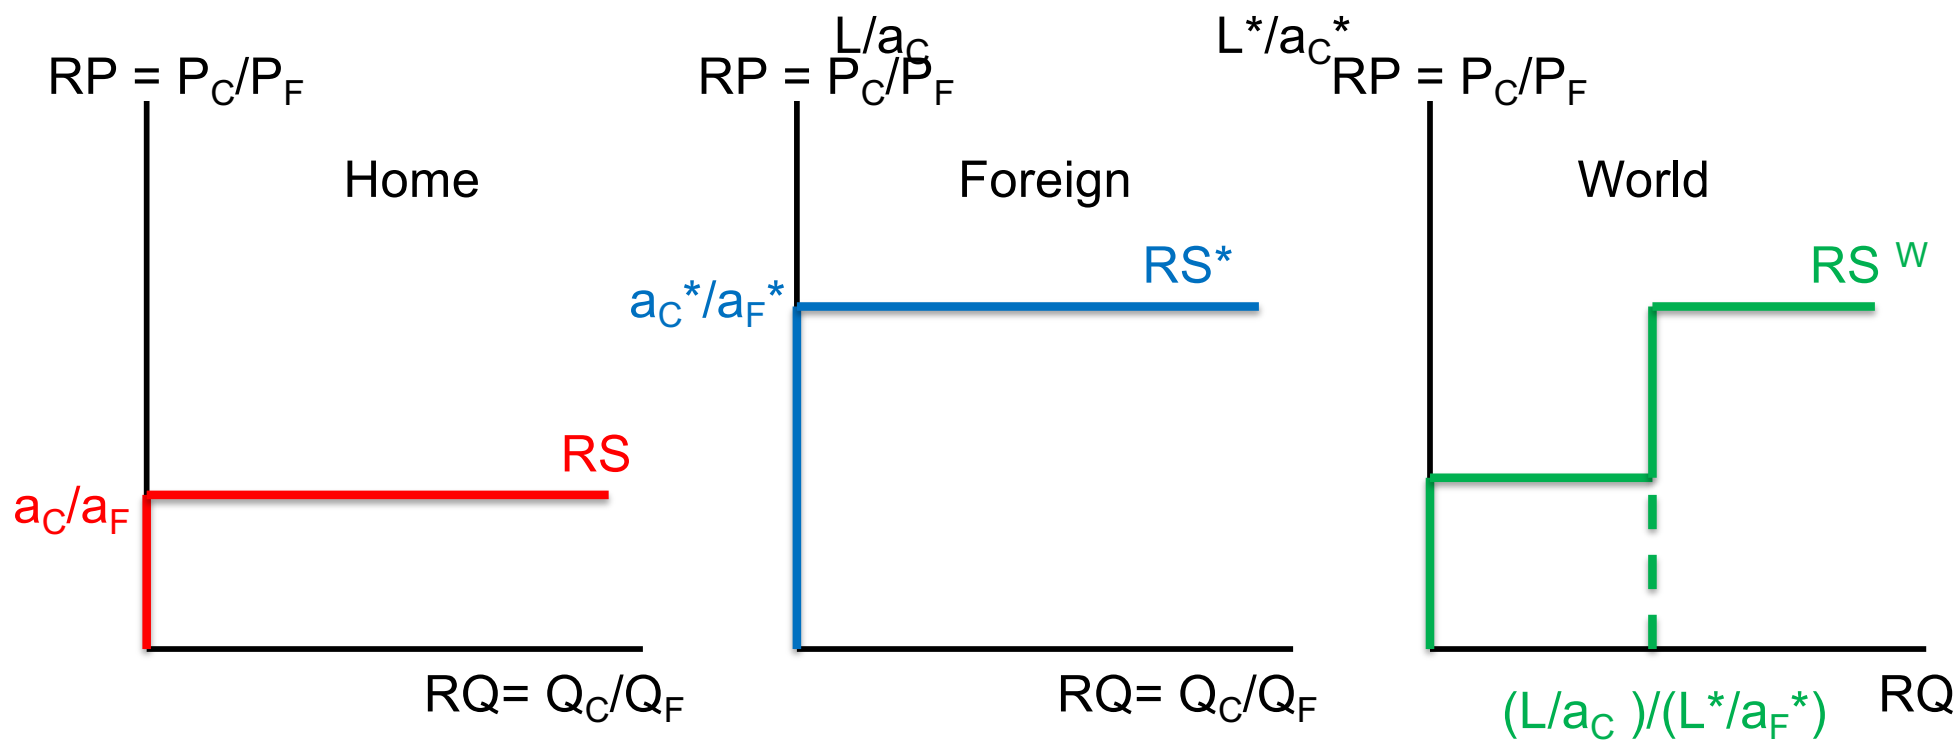 L/aC
L*/aC*
RP = PC/PF
RP = PC/PF
RP = PC/PF
Home
Foreign
World
RS*
RS W
aC*/aF*
RS
aC/aF
RQ= QC/QF
RQ= QC/QF
RQ
(L/aC )/(L*/aF*)